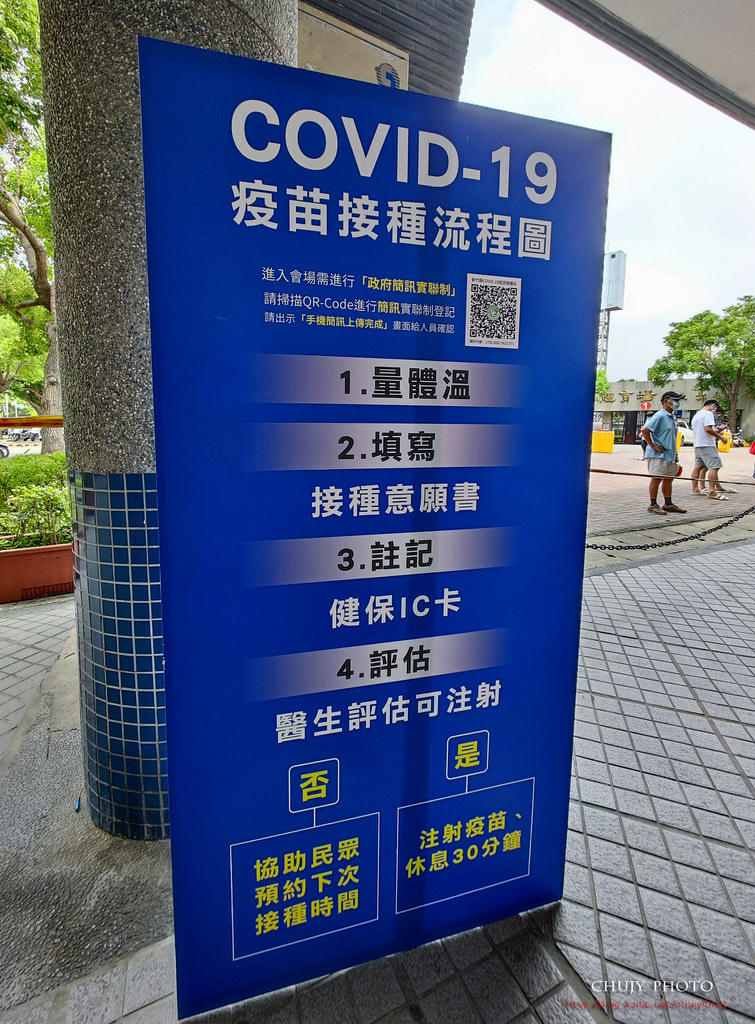 COVID-19
疫苗接種流程圖
進入會場需進行「政府簡訊實聯制」
請掃描QR-Code進行簡訊實聯制登記
請出示「手機簡訊上傳完成」畫面給人員確認
1.量體溫
2.填寫
接種意願書
3.註記
健保IC卡
4.評估
醫生評估可注射
否
是
協助民眾
預約下次
接種時間
注射疫苗、
休息30分鐘
CHUJY PHOTO